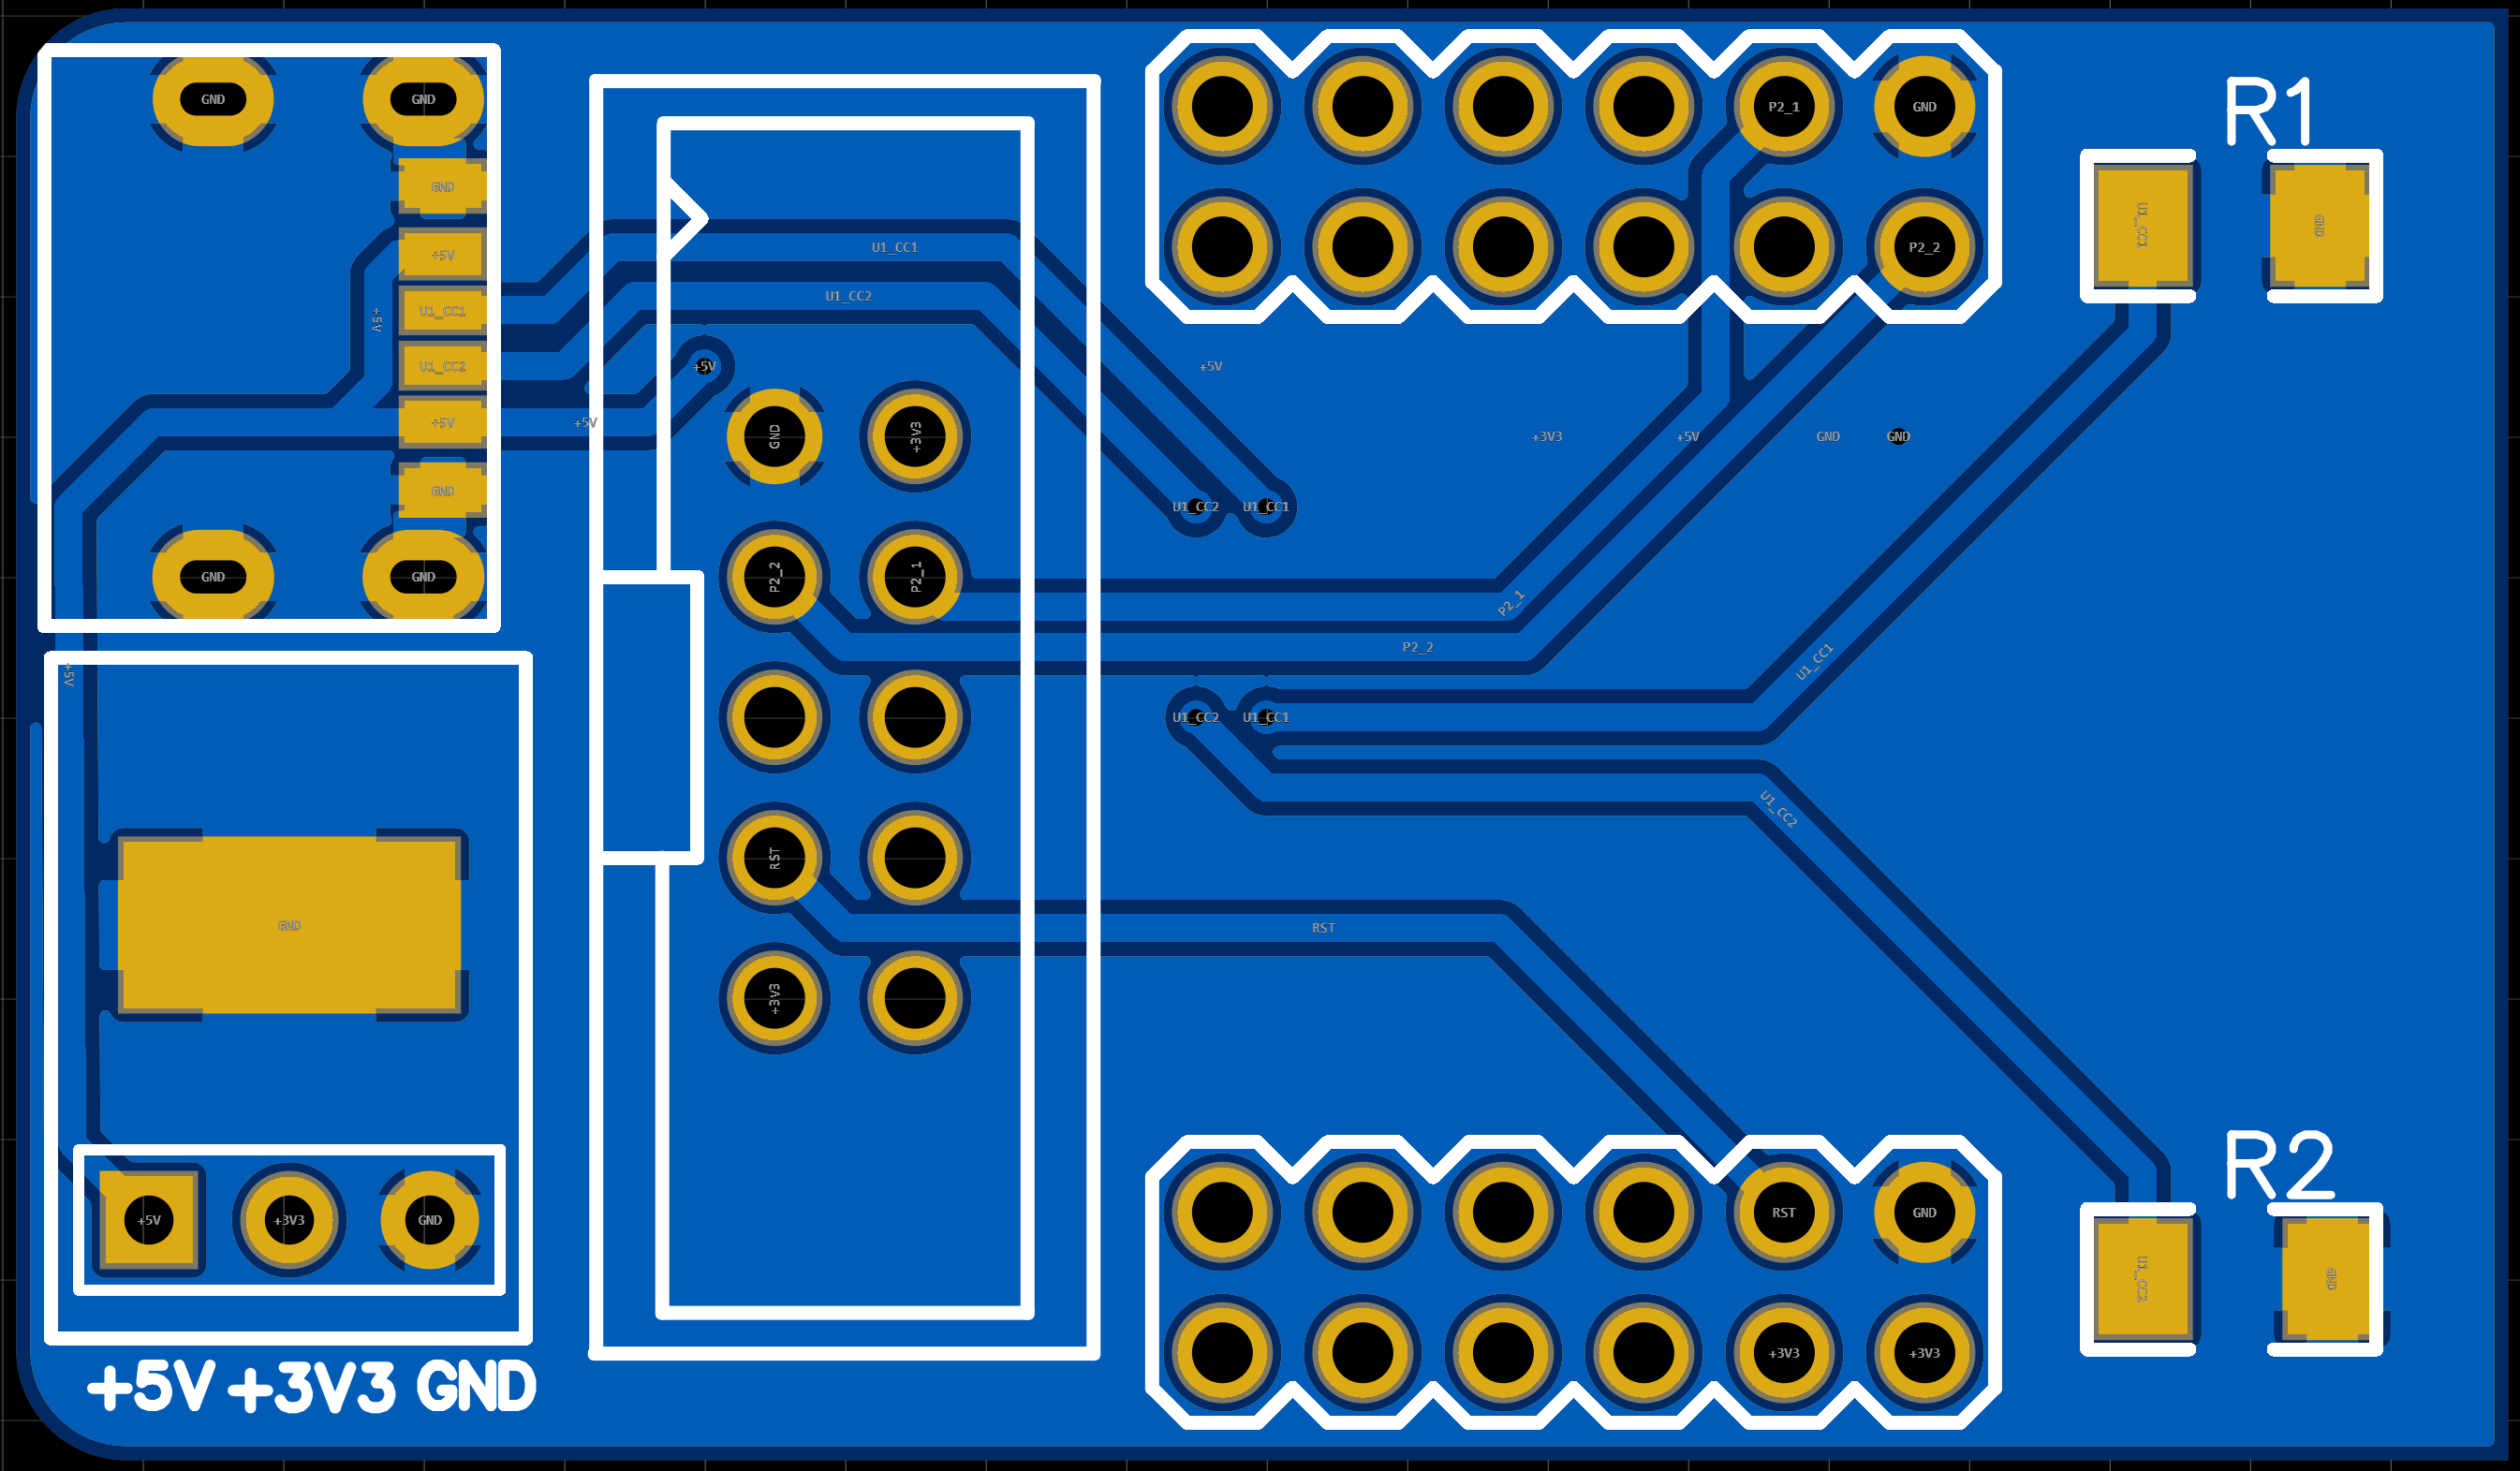 GND GND
GND
+5V
U1_CC1
U1_CC2
+5V
GND
GND GND
+5V
+5V
+5V
GND
+5V +3V3 GND
+5V +3V3 GND
U1_CC1
U1_CC2
+5V
GND +3V3
P2_2 P2_1
RST
+3V3
P2_1 GND
P2_2
+5V
+3V3 +5V GND GND
U1_CC2 U1_CC1
P2_1
P2_2
U1_CC1
U1_CC2 U1_CC1
U1_CC2
RST
RST GND
+3V3 +3V3
R1
U1_CC1 GND
R2
U1_CC2 GND